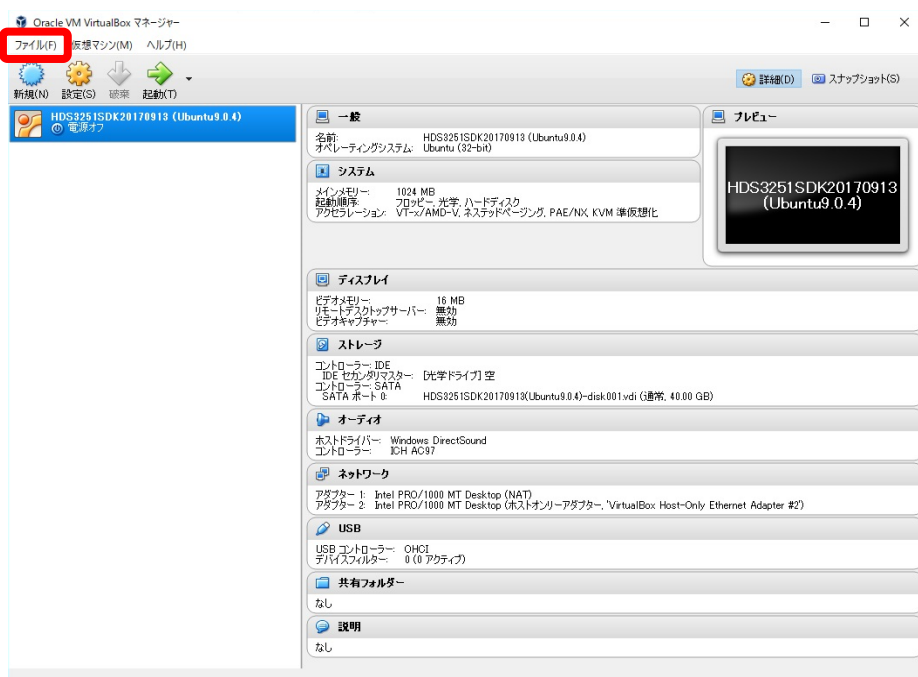 Oracle VM VirtualBox マネージャー
ファイル(F) 仮想マシン(M) ヘルプ(H)
新規(N) 設定(S) 破棄 起動(T) 詳細(D) スナップショット(S)
HDS3251SDK20170913 (Ubuntu9.0.4)
電源オフ
一般
名前: HDS3251SDK20170913 (Ubuntu9.0.4)
オペレーティングシステム: Ubuntu (32-bit)
システム
メインメモリー: 1024 MB
起動順序: フロッピー, 光学, ハードディスク
アクセラレーション: VT-x/AMD-V, ネステッドページング, PAE/NX, KVM 準仮想化
プレビュー
HDS3251SDK20170913
(Ubuntu9.0.4)
ディスプレイ
ビデオメモリー: 16 MB
リモートデスクトップサーバー: 無効
ビデオキャプチャー: 無効
ストレージ
コントローラー: IDE
IDE セカンダリマスター: [光学ドライブ] 空
コントローラー: SATA
SATA ポート 0: HDS3251SDK20170913(Ubuntu9.0.4)-disk001.vdi (通常, 40.00 GB)
オーディオ
ホストドライバー: Windows DirectSound
コントローラー: ICH AC97
ネットワーク
アダプター 1: Intel PRO/1000 MT Desktop (NAT)
アダプター 2: Intel PRO/1000 MT Desktop (ホストオンリーアダプター, 'VirtualBox Host-Only Ethernet Adapter #2')
USB
USB コントローラー: OHCI
デバイスフィルター: 0 (0 アクティブ)
共有フォルダー
なし
説明
なし